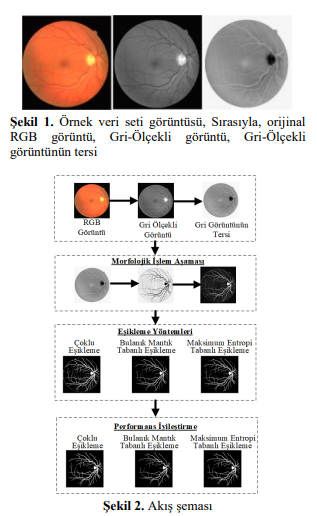 Şekil 1. Örnek veri seti görüntüsü, Sırasıyla, orijinal
RGB görüntü, Gri-Ölçekli görüntü, Gri-Ölçekli
görüntünün tersi
RGB
Görüntü
Gri Ölçekli
Görüntü
Gri Görüntünün
Tersi
Morfolojik İşlem Aşaması
Eşikleme Yöntemleri
Çoklu
Eşikleme
Bulanık Mantık
Tabanlı Eşikleme
Maksimum Entropi
Tabanlı Eşikleme
Performans İyileştirme
Çoklu
Eşikleme
Bulanık Mantık
Tabanlı Eşikleme
Maksimum Entropi
Tabanlı Eşikleme
Şekil 2. Akış şeması